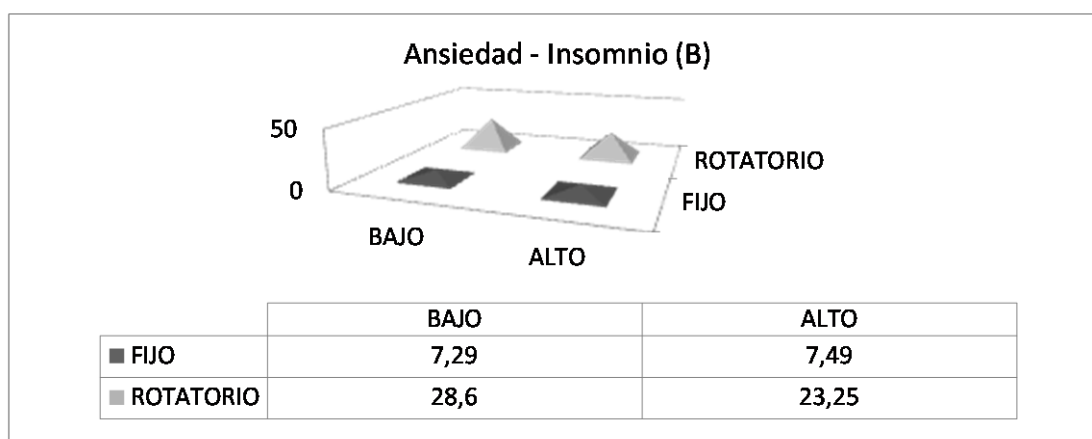 Ansiedad - Insomnio (B)
50
0
ROTATORIO
FIJO
BAJO
ALTO
BAJO ALTO
FIJO 7,29 7,49
ROTATORIO 28,6 23,25